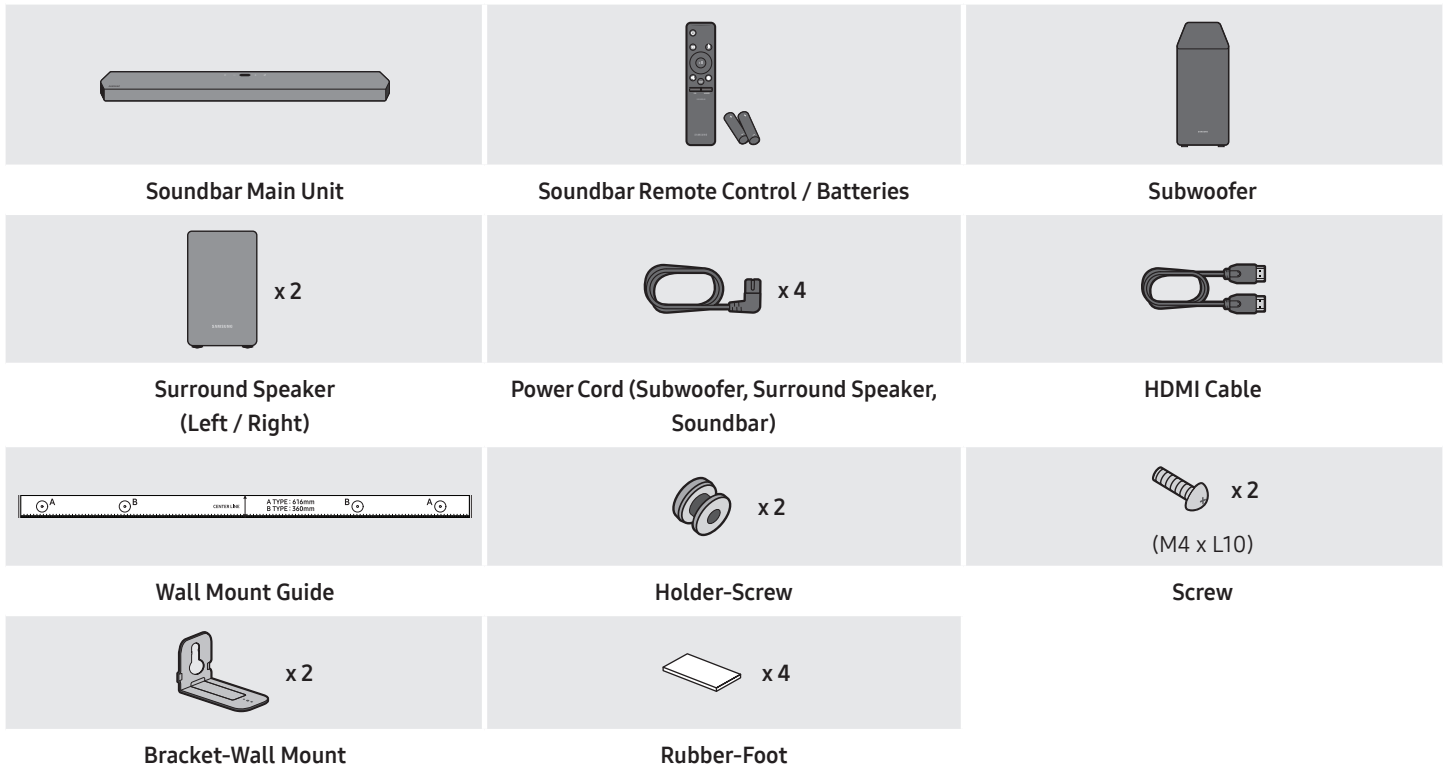 Soundbar Main Unit
Soundbar Remote Control / Batteries
Subwoofer
SAMSUNG
x 2
x 4
Surround Speaker
(Left / Right)
Power Cord (Subwoofer, Surround Speaker,
Soundbar)
HDMI Cable
A
B
CENTER LINE
A TYPE : 616mm
B TYPE : 360mm
B
A
x 2
x 2
(M4 x L10)
Wall Mount Guide
Holder-Screw
Screw
x 2
x 4
Bracket-Wall Mount
Rubber-Foot